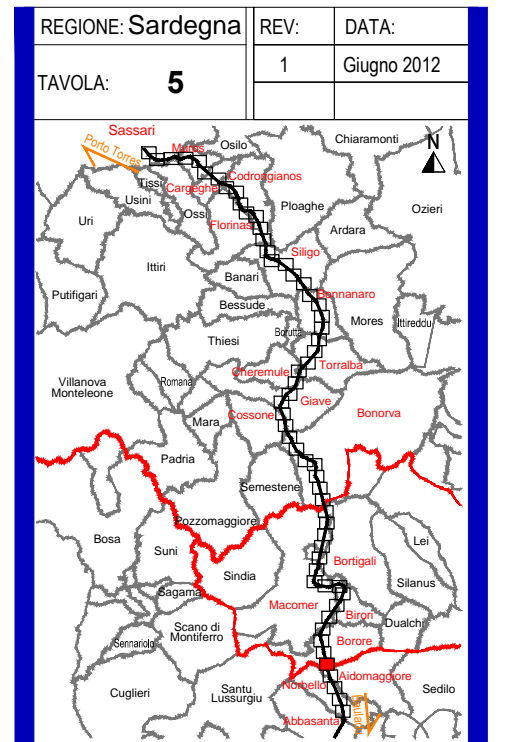 REGIONE: Sardegna
REV:
DATA:
TAVOLA: 5
1
Giugno 2012
Sassari
Porto Torres
Muros
Osilo
Chiaramonti
N
Tissi
Cargeghe
Codrongianos
Usini
Ossi
Ploaghe
Ozieri
Uri
Florinas
Ardara
Siligo
Ittiri
Banari
Putifigari
Bessude
Bonnanaro
Mores
Ittireddu
Thiesi
Borutta
Cheremule
Torralba
Villanova
Monteleone
Romana
Giave
Cossone
Bonorva
Mara
Padria
Semestene
Pozzomaggiore
Bosa
Suni
Lei
Bortigali
Sindia
Silanus
Sagama
Macomer
Birori
Dualchi
Scano di
Montiferro
Sennariolo
Borore
Aidomaggiore
Norbello
Sedilo
Cuglieri
Santu
Lussurgiu
Abbasanta